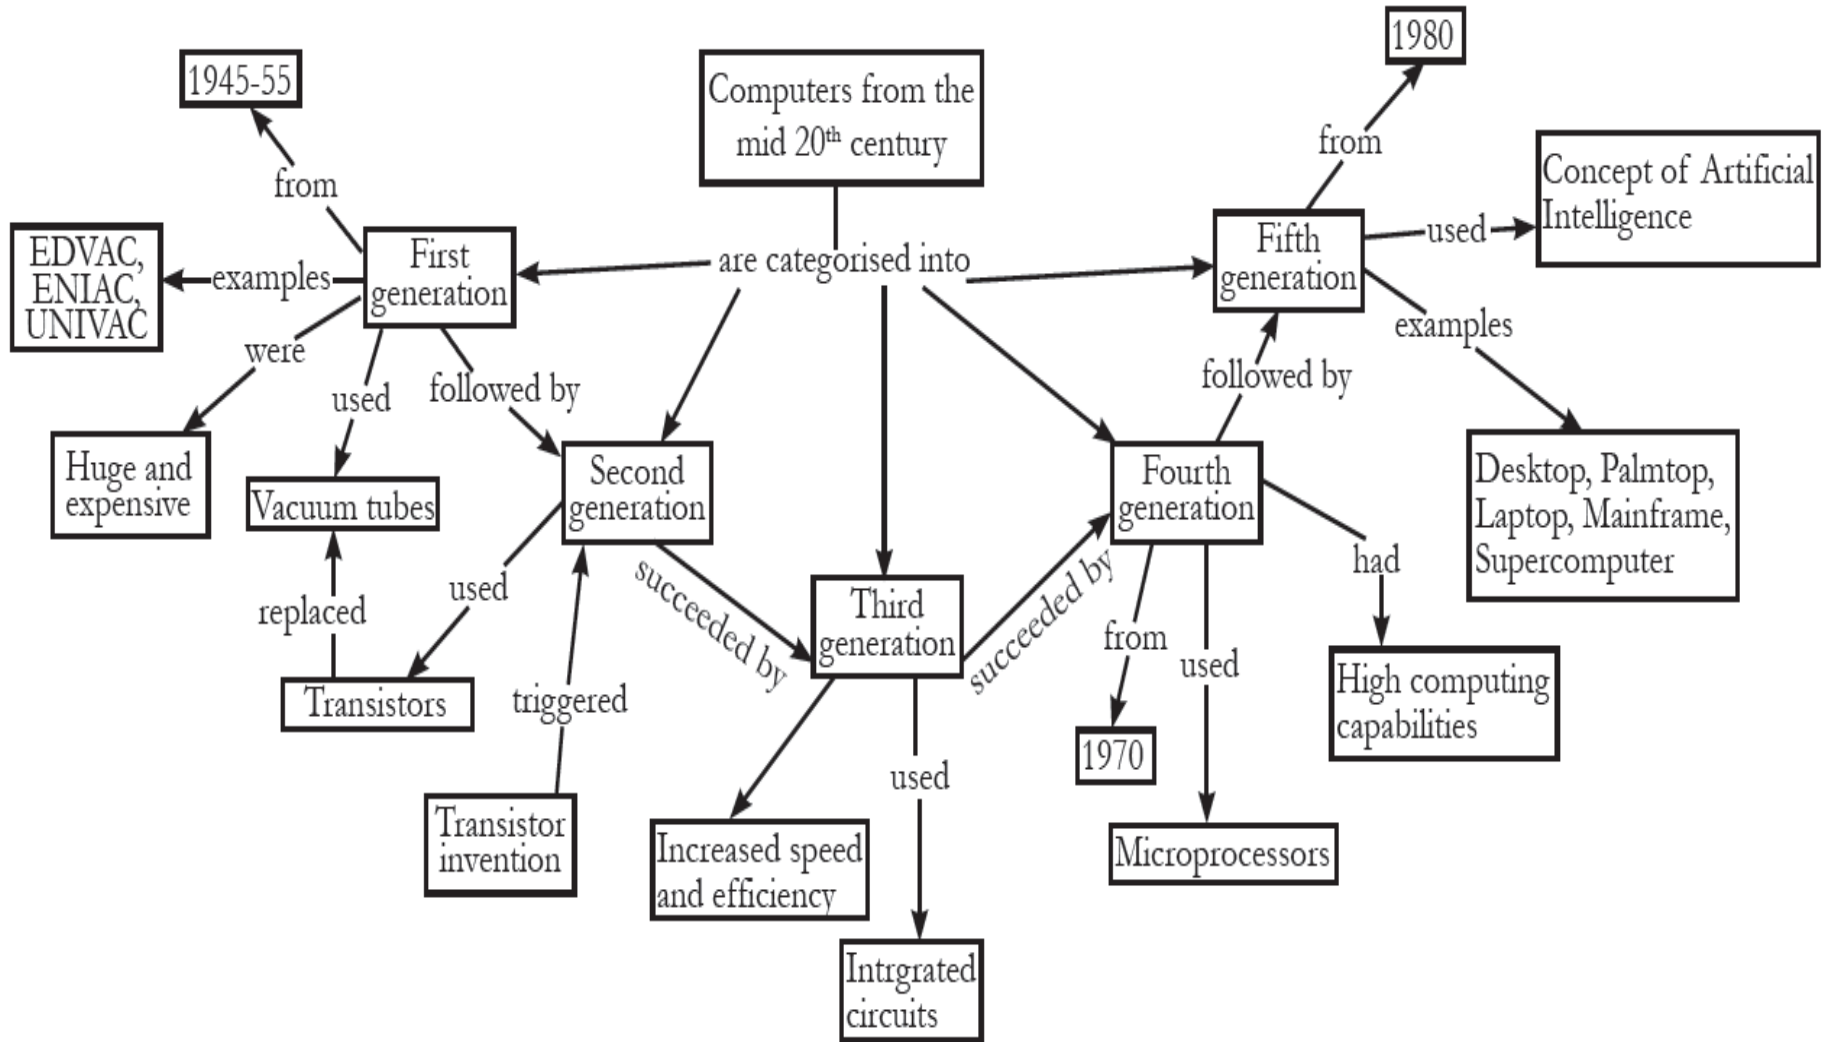 1980
1945-55
Computers from the
mid 20th century
from
Concept of Artificial
Intelligence
from
used
EDVAC,
ENIAC,
UNIVAC
examples
First
generation
are categorised into
Fifth
generation
examples
were
followed by
used
followed by
Huge and
expensive
Vacuum tubes
Second
generation
Fourth
generation
Desktop, Palmtop,
Laptop, Mainframe,
Supercomputer
had
used
succeeded by
succeeded by
replaced
Third
generation
from
used
Transistors
triggered
High computing
capabilities
1970
used
Transistor
invention
Increased speed
and efficiency
Microprocessors
Intrgrated
circuits